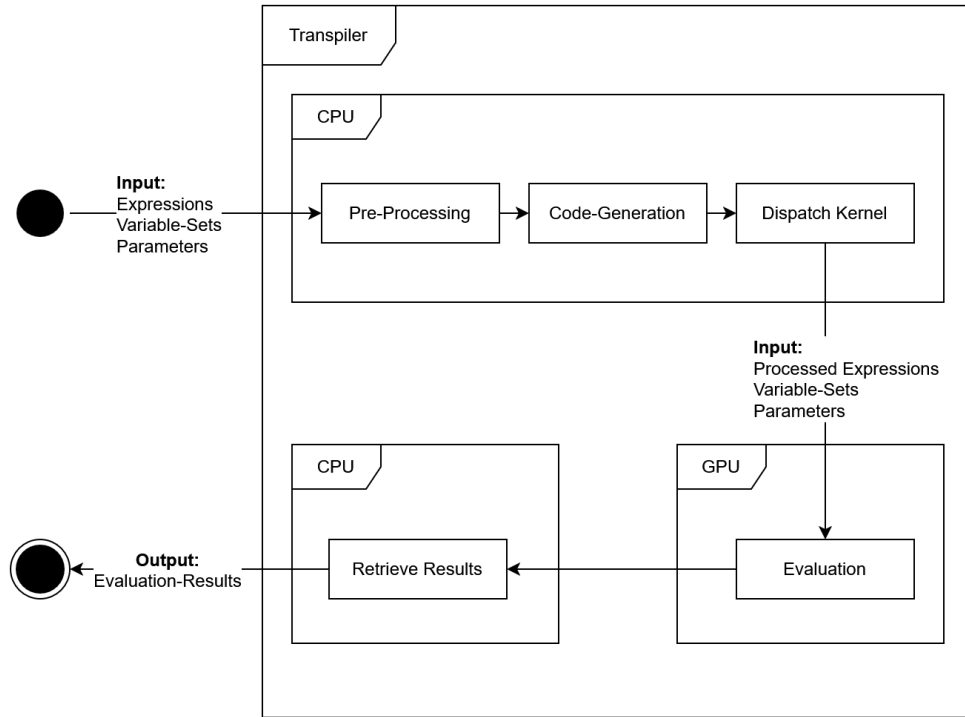 Transpiler
CPU
Input:
Expressions
Variable-Sets
Parameters
Pre-Processing
Code-Generation
Dispatch Kernel
Input:
Processed Expressions
Variable-Sets
Parameters
CPU
GPU
Output:
Evaluation-Results
Retrieve Results
Evaluation